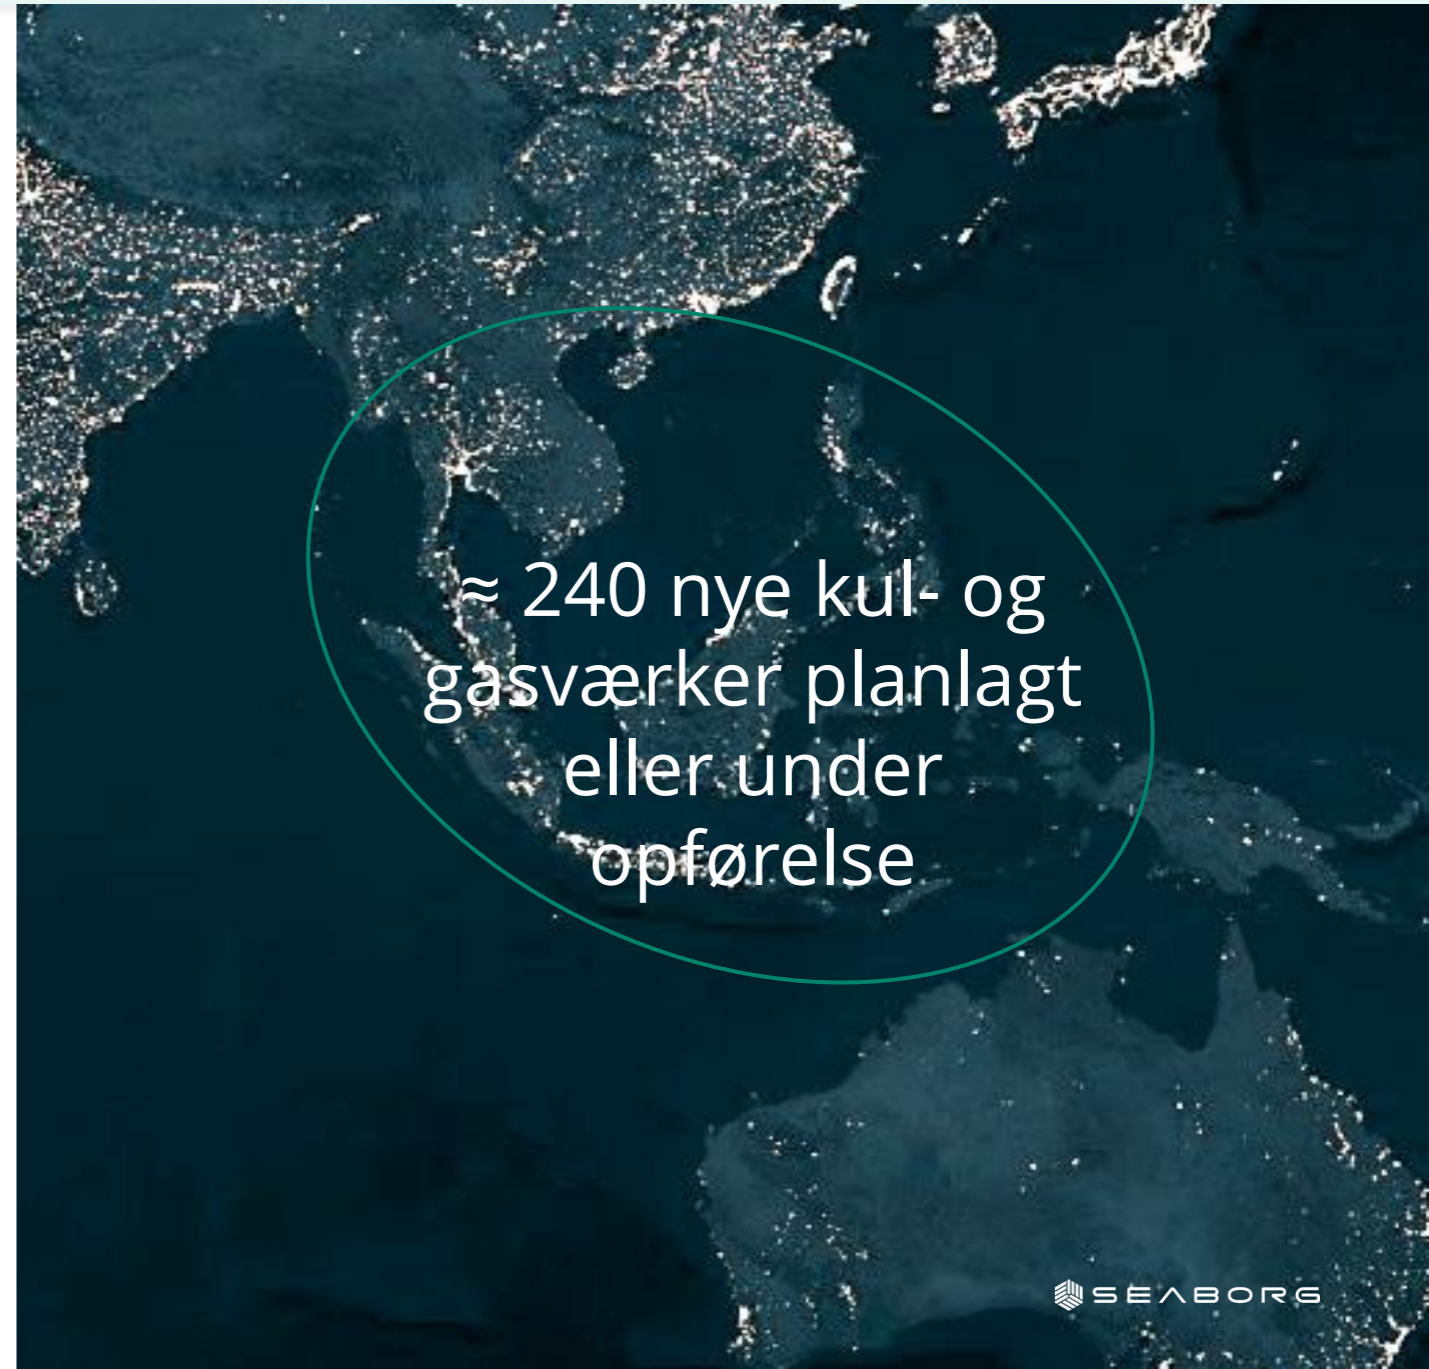 ≈ 240 nye kul- og
gasværker planlagt
eller under
opførelse
SEABORG